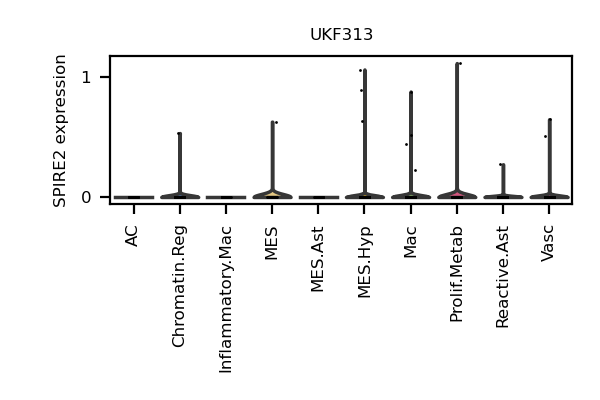 UKF313
SPIRE2 expression
1
0
AC
Chromatin.Reg
Inflammatory.Mac
MES
MES.Ast
MES.Hyp
Mac
Prolif.Metab
Reactive.Ast
Vasc